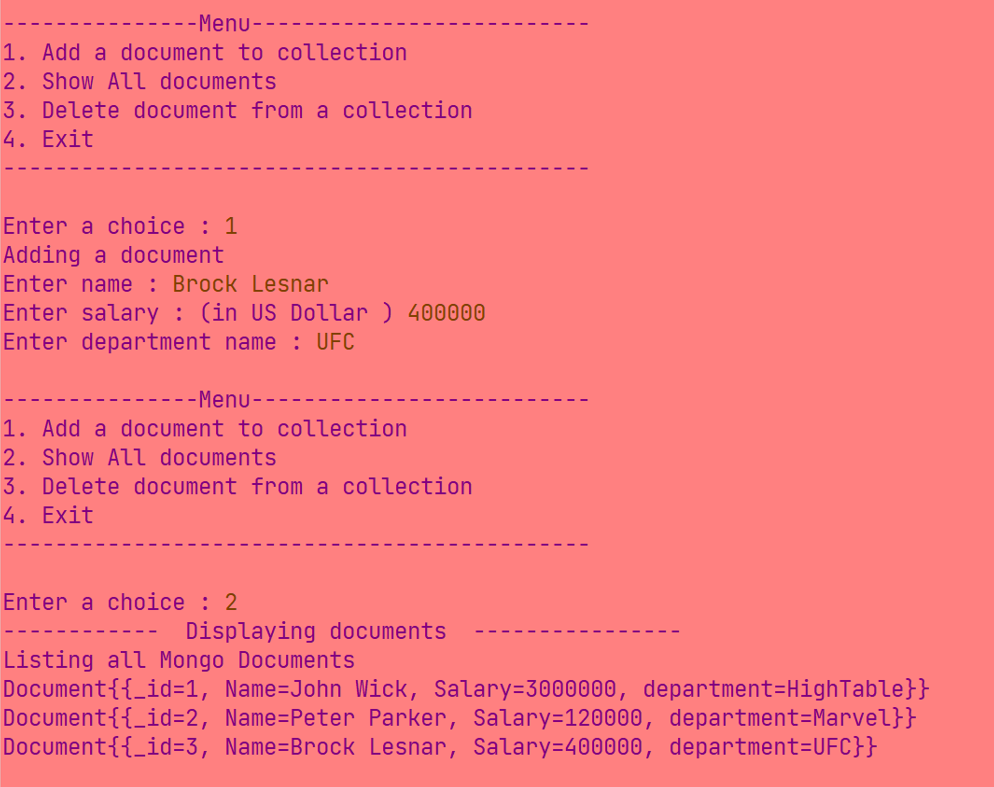 ---------------Menu--------------------------
1. Add a document to collection
2. Show All documents
3. Delete document from a collection
4. Exit
---------------------------------------------
Enter a choice : 1
Adding a document
Enter name : Brock Lesnar
Enter salary : (in US Dollar ) 400000
Enter department name : UFC
---------------Menu--------------------------
1. Add a document to collection
2. Show All documents
3. Delete document from a collection
4. Exit
---------------------------------------------
Enter a choice : 2
------------  Displaying documents  ----------------
Listing all Mongo Documents
Document{{_id=1, Name=John Wick, Salary=3000000, department=HighTable}}
Document{{_id=2, Name=Peter Parker, Salary=120000, department=Marvel}}
Document{{_id=3, Name=Brock Lesnar, Salary=400000, department=UFC}}